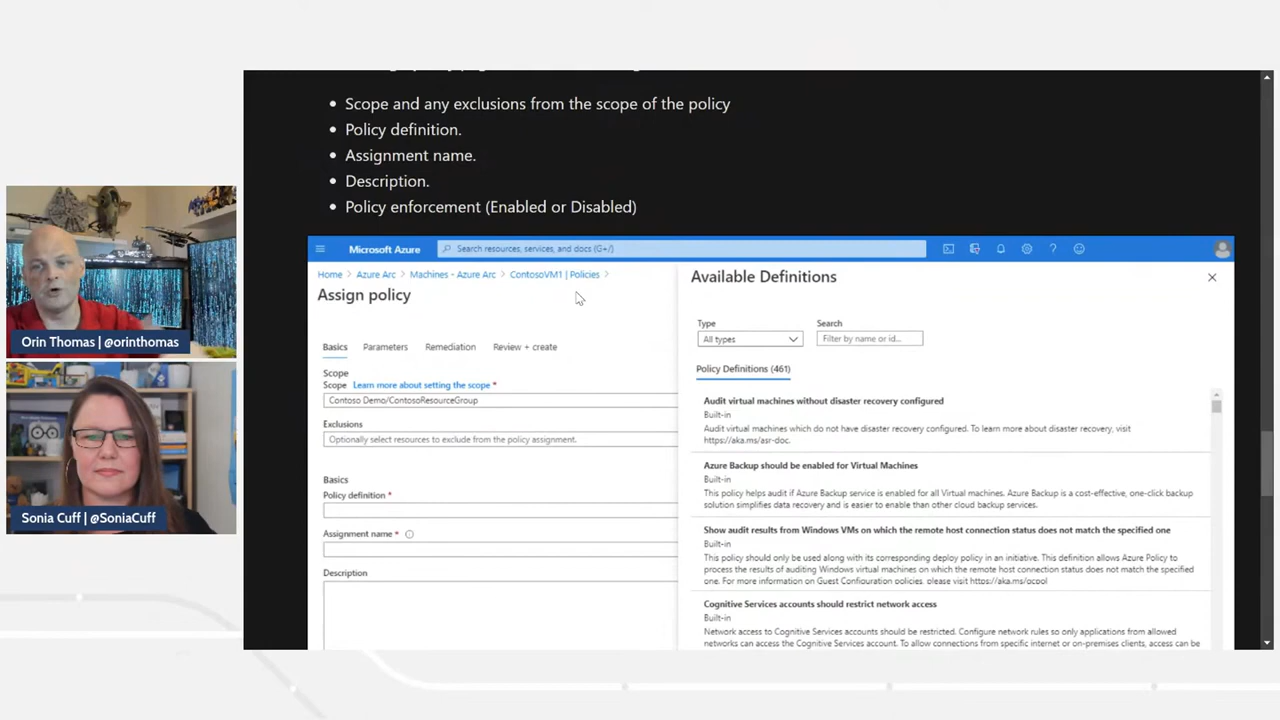 • Scope and any exclusions from the scope of the policy
• Policy definition.
• Assignment name.
• Description.
• Policy enforcement (Enabled or Disabled)
Microsoft Azure
Search resources, services, and docs (G+/)
Home > Azure Arc > Machines - Azure Arc > ContosoVM1 | Policies >
Assign policy
Basics Parameters Remediation Review + create
Scope
Scope Learn more about setting the scope *
Contoso Demo/ContosoResourceGroup
Exclusions
Optionally select resources to exclude from the policy assignment.
Basics
Policy definition *
Assignment name *
Description
Available Definitions
Type
All types
Search
Filter by name or id...
Policy Definitions (461)
Audit virtual machines without disaster recovery configured
Built-in
Audit virtual machines which do not have disaster recovery configured. To learn more about disaster recovery, visit
https://aka.ms/asr-doc.
Azure Backup should be enabled for Virtual Machines
Built-in
This policy helps audit if Azure Backup service is enabled for all Virtual machines. Azure Backup is a cost-effective, one-click backup
solution simplifies data recovery and is easier to enable than other cloud backup services.
Show audit results from Windows VMs on which the remote host connection status does not match the specified one
Built-in
This policy should only be used along with its corresponding deploy policy in an initiative. This definition allows Azure Policy to
process the results of auditing Windows virtual machines on which the remote host connection status does not match the specified
one. For more information on Guest Configuration policies, please visit https://aka.ms/gcpol
Cognitive Services accounts should restrict network access
Built-in
Network access to Cognitive Services accounts should be restricted. Configure network rules so only applications from allowed
networks can access the Cognitive Services account. To allow connections from specific internet or on-premises clients, access can be
Orin Thomas | @orinthomas
Sonia Cuff | @SoniaCuff